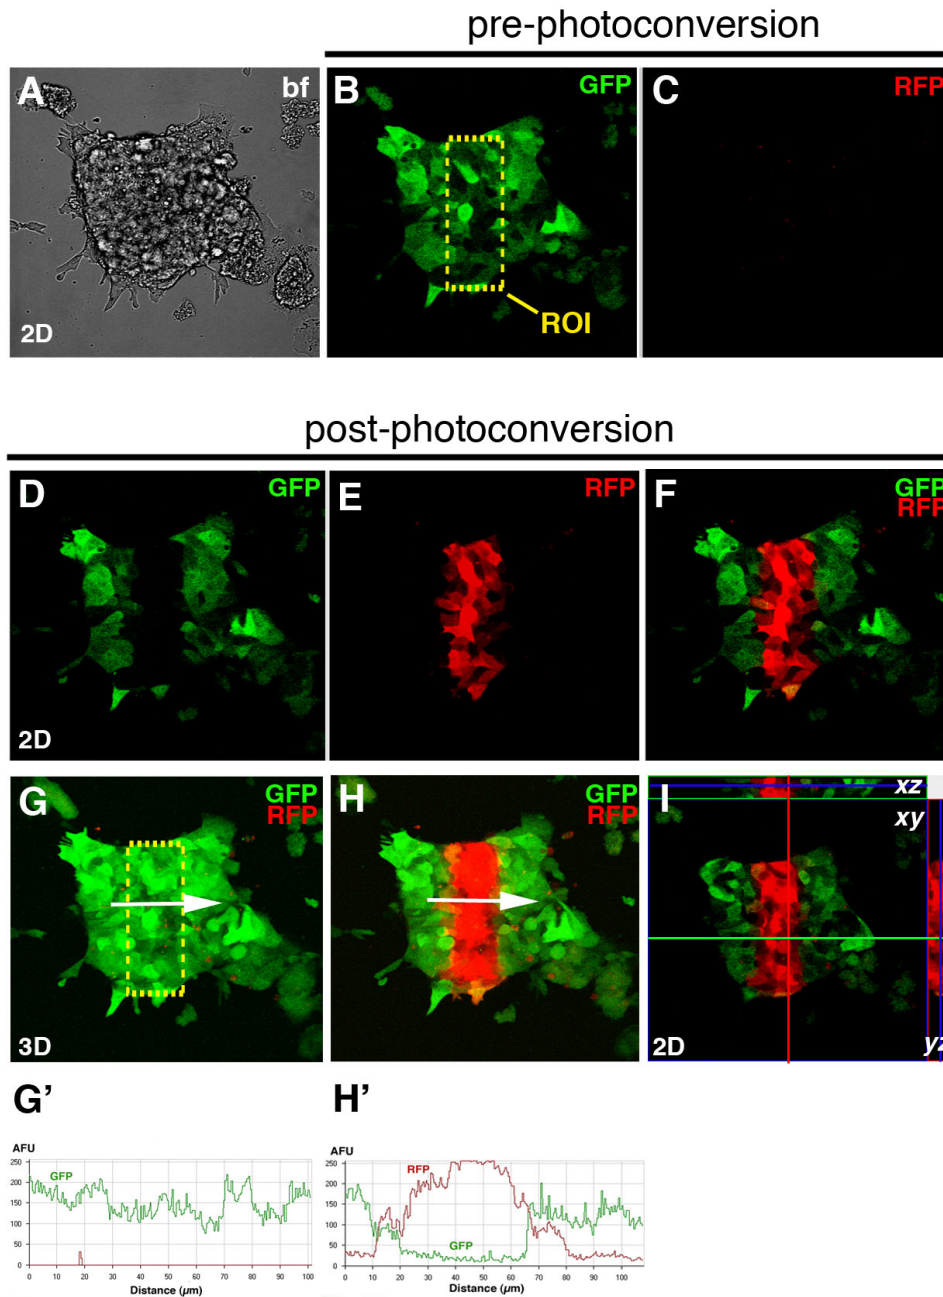 pre-photoconversion
A bf
2D
B GFP
ROI
C RFP
post-photoconversion
D GFP
2D
E RFP
F GFP
RFP
G GFP
RFP
3D
H GFP
RFP
I xz
xy
2D yz
G’
H’
AFU
250
200
150
100
50
0
GFP
0 10 20 30 40 50 60 70 80 90 100
Distance (µm)
AFU
250
200
150
100
50
0
RFP
GFP
0 10 20 30 40 50 60 70 80 90 100
Distance (µm)